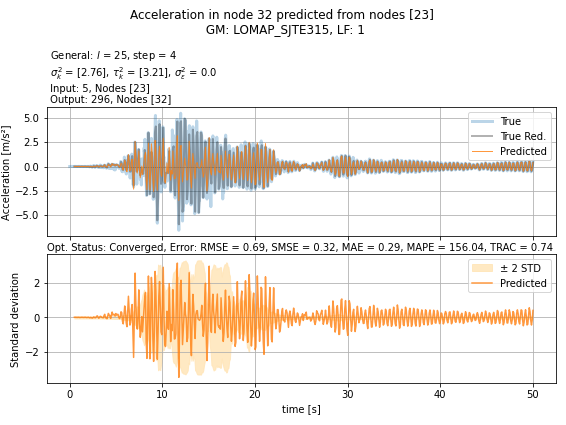 Acceleration in node 32 predicted from nodes [23]
GM: LOMAP_SJTE315, LF: 1
General: l = 25, step = 4
σ²ₖ = [2.76], τ²ₖ = [3.21], σ²ε = 0.0
Input: 5, Nodes [23]
Output: 296, Nodes [32]
Acceleration [m/s²]
5.0
2.5
0.0
−2.5
−5.0
True
True Red.
Predicted
Opt. Status: Converged, Error: RMSE = 0.69, SMSE = 0.32, MAE = 0.29, MAPE = 156.04, TRAC = 0.74
Standard deviation
2
0
−2
± 2 STD
Predicted
0
10
20
30
40
50
time [s]